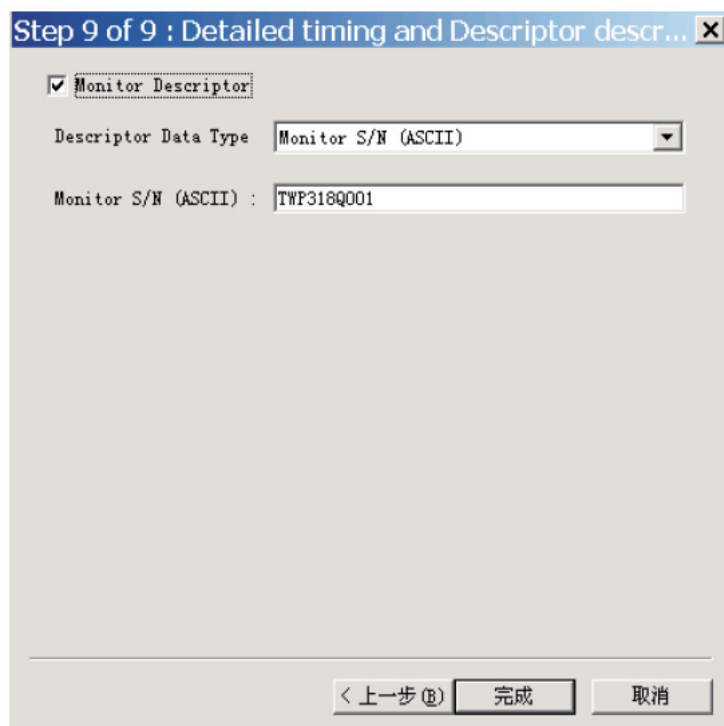 Step 9 of 9 : Detailed timing and Descriptor descr...
Monitor Descriptor
Descriptor Data Type Monitor S/N (ASCII)
Monitor S/N (ASCII) : TWP318Q001
< 上一步(B) 完成 取消